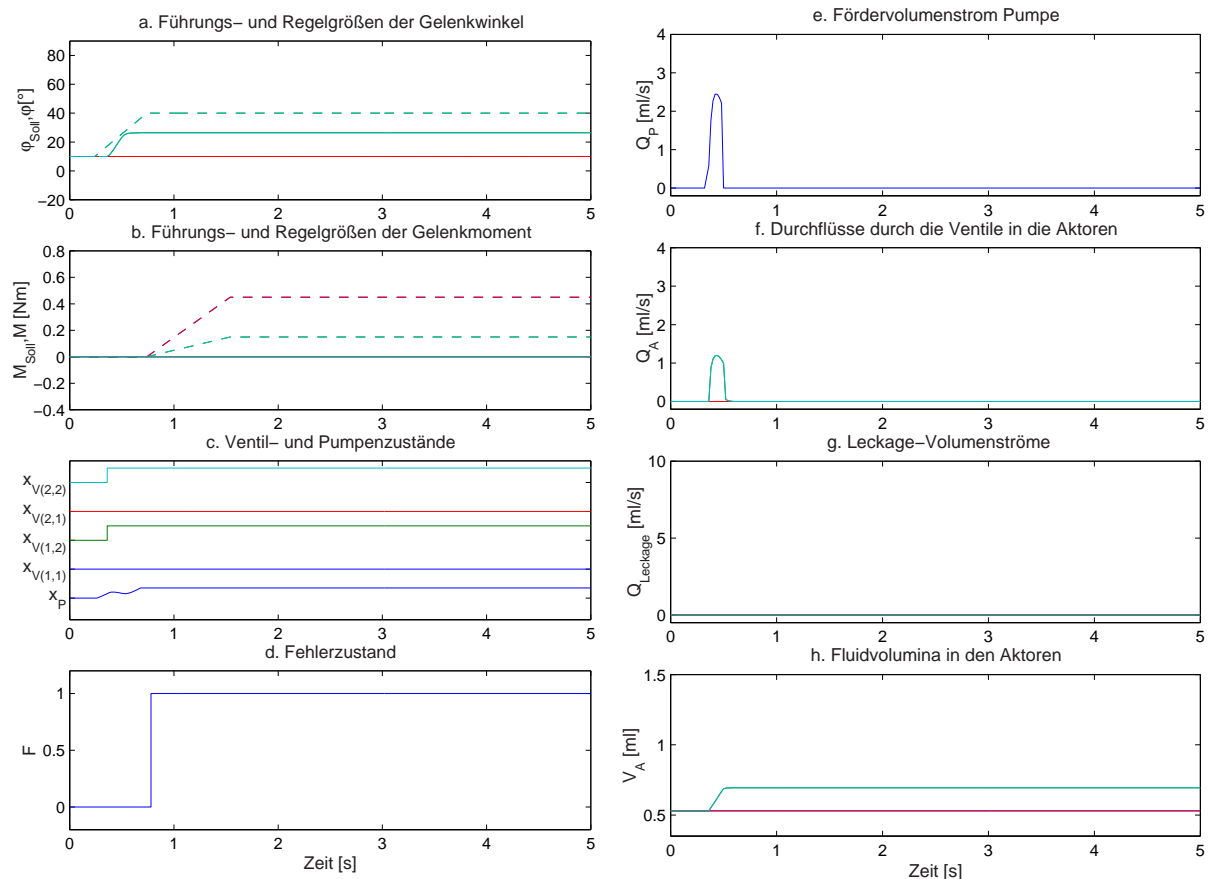 a. Führungs− und Regelgrößen der Gelenkwinkel
φSoll,φ[°]
80
60
40
20
0
−20
0 1 2 3 4 5
b. Führungs− und Regelgrößen der Gelenkmoment
MSoll,M [Nm]
0.8
0.6
0.4
0.2
0
−0.2
−0.4
0 1 2 3 4 5
c. Ventil− und Pumpenzustände
xV(2,2)
xV(2,1)
xV(1,2)
xV(1,1)
xP
0 1 2 3 4 5
d. Fehlerzustand
F
1
0.5
0
0 1 2 3 4 5
Zeit [s]
e. Fördervolumenstrom Pumpe
QP [ml/s]
4
3
2
1
0
0 1 2 3 4 5
f. Durchflüsse durch die Ventile in die Aktoren
QA [ml/s]
4
3
2
1
0
0 1 2 3 4 5
g. Leckage−Volumenströme
QLeckage [ml/s]
10
5
0
0 1 2 3 4 5
h. Fluidvolumina in den Aktoren
VA [ml]
1.5
1
0.5
0 1 2 3 4 5
Zeit [s]